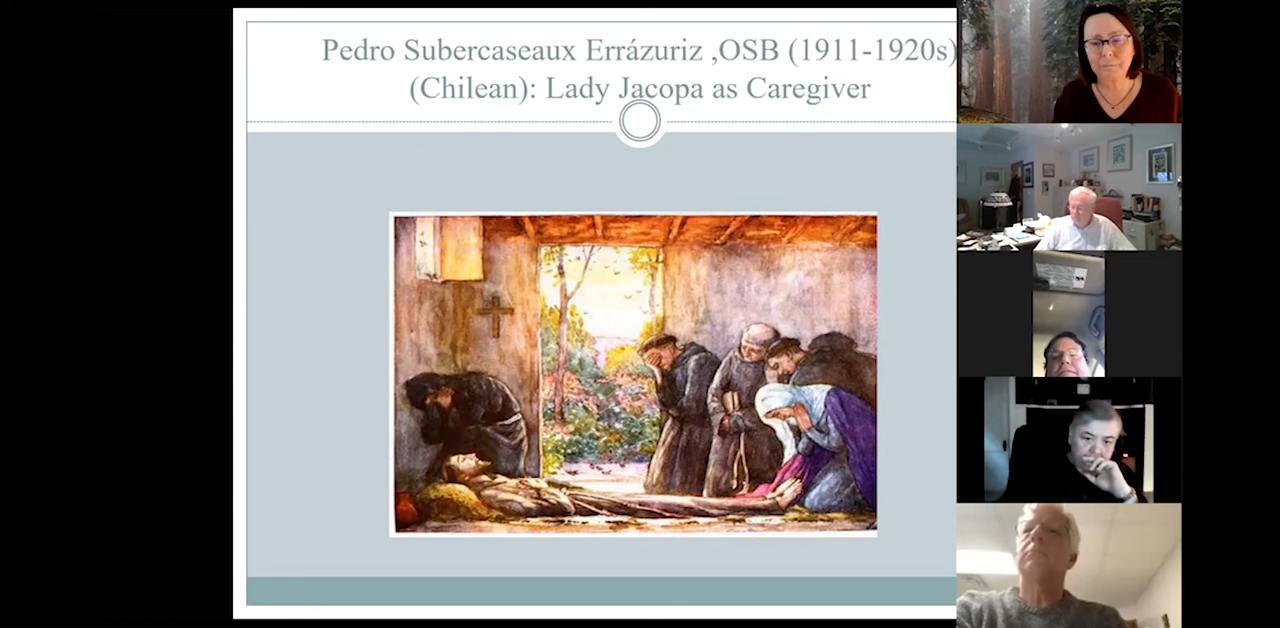 Pedro Subercaseaux Errázuriz ,OSB (1911-1920s)
(Chilean): Lady Jacopa as Caregiver